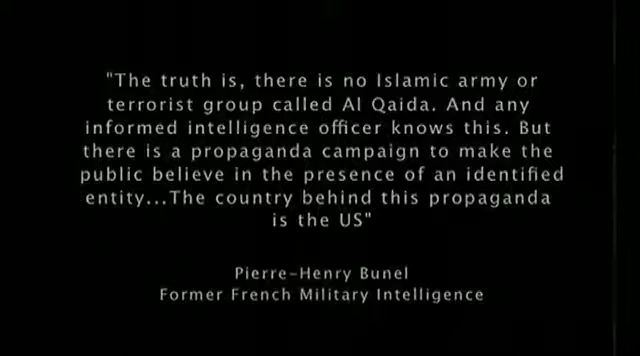 "The truth is, there is no Islamic army or
terrorist group called Al Qaida. And any
informed intelligence officer knows this. But
there is a propaganda campaign to make the
public believe in the presence of an identified
entity...The country behind this propaganda
is the US"
Pierre-Henry Bunel
Former French Military Intelligence